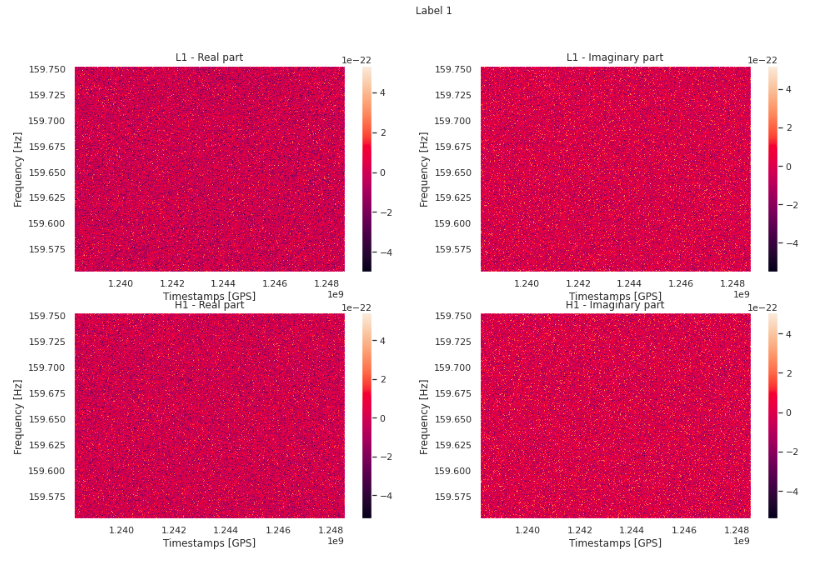 Label 1
L1 - Real part
1e−22
159.750
159.725
159.700
159.675
159.650
159.625
159.600
159.575
Frequency [Hz]
4
2
0
−2
−4
1.240 1.242 1.244 1.246 1.248
1e9
Timestamps [GPS]
L1 - Imaginary part
1e−22
159.750
159.725
159.700
159.675
159.650
159.625
159.600
159.575
Frequency [Hz]
4
2
0
−2
−4
1.240 1.242 1.244 1.246 1.248
1e9
Timestamps [GPS]
H1 - Real part
1e−22
159.750
159.725
159.700
159.675
159.650
159.625
159.600
159.575
Frequency [Hz]
4
2
0
−2
−4
1.240 1.242 1.244 1.246 1.248
1e9
Timestamps [GPS]
H1 - Imaginary part
1e−22
159.750
159.725
159.700
159.675
159.650
159.625
159.600
159.575
Frequency [Hz]
4
2
0
−2
−4
1.240 1.242 1.244 1.246 1.248
1e9
Timestamps [GPS]